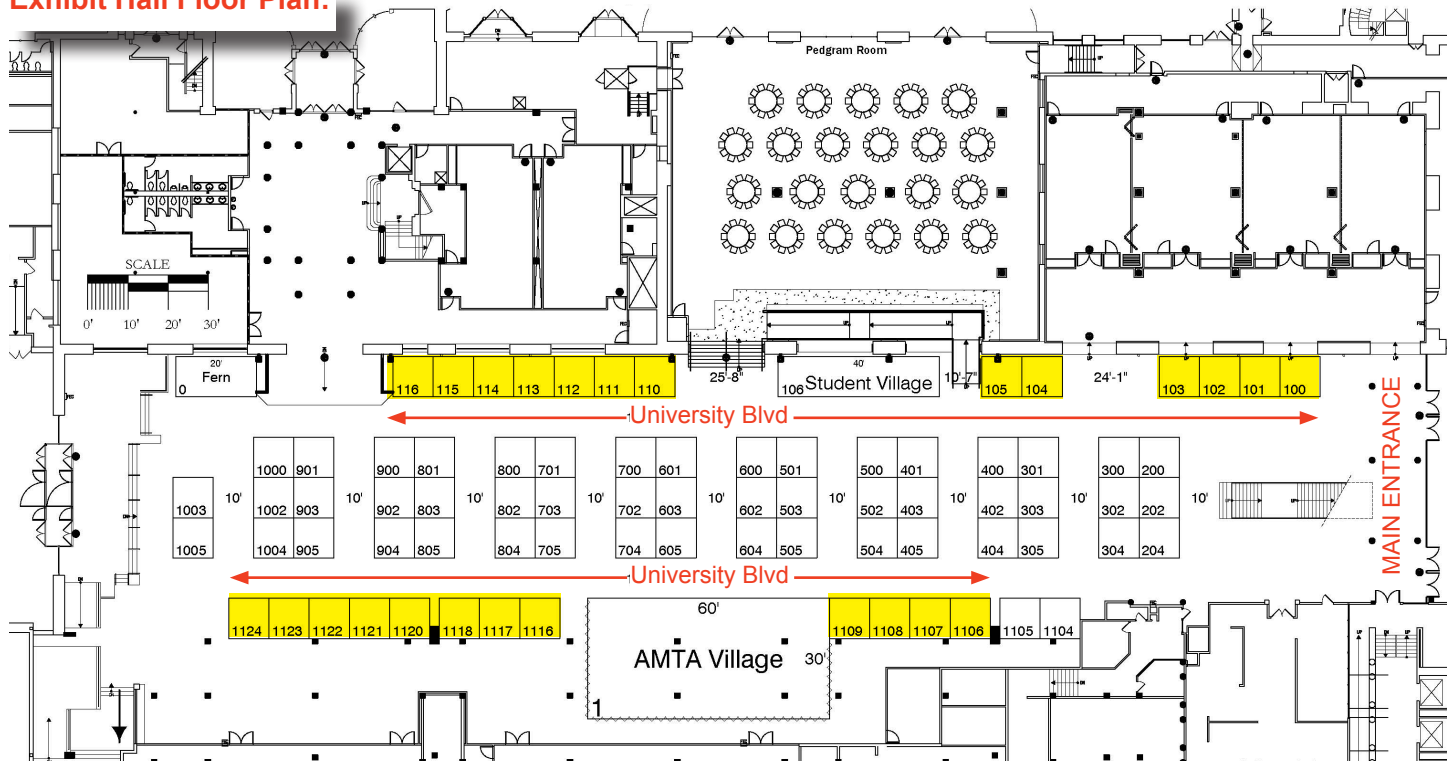 Exhibit Hall Floor Plan:
Pedgram Room
SCALE
0' 10' 20' 30'
20'
Fern
0
116 115 114 113 112 111 110
25'-8"
40'
106 Student Village
10'-7"
105 104
24'-1"
103 102 101 100
University Blvd
MAIN ENTRANCE
1000 901 900 801 800 701 700 601 600 501 500 401 400 301 300 200
1003 10' 1002 903 10' 902 803 10' 802 703 10' 702 603 10' 602 503 10' 502 403 10' 402 303 10' 302 202 10'
1005 1004 905 904 805 804 705 704 605 604 505 504 405 404 305 304 204
University Blvd
1124 1123 1122 1121 1120 1118 1117 1116
60'
1109 1108 1107 1106 1105 1104
AMTA Village 30'
1